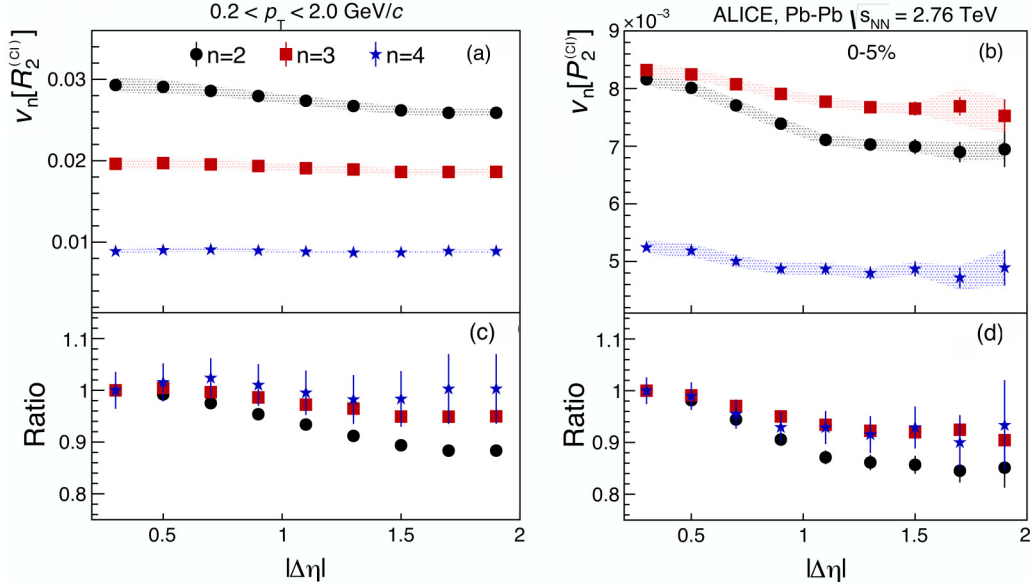 0.2 < p_T < 2.0 GeV/c
ALICE, Pb-Pb √s_NN = 2.76 TeV
n=2 n=3 n=4 (a)
v_n[R_2^(CI)]
0.03
0.02
0.01
×10⁻³
0-5% (b)
v_n[P_2^(CI)]
9
8
7
6
5
(c)
Ratio
1.1
1
0.9
0.8
0.5 1 1.5 2
|Δη|
(d)
Ratio
1.1
1
0.9
0.8
0.5 1 1.5 2
|Δη|